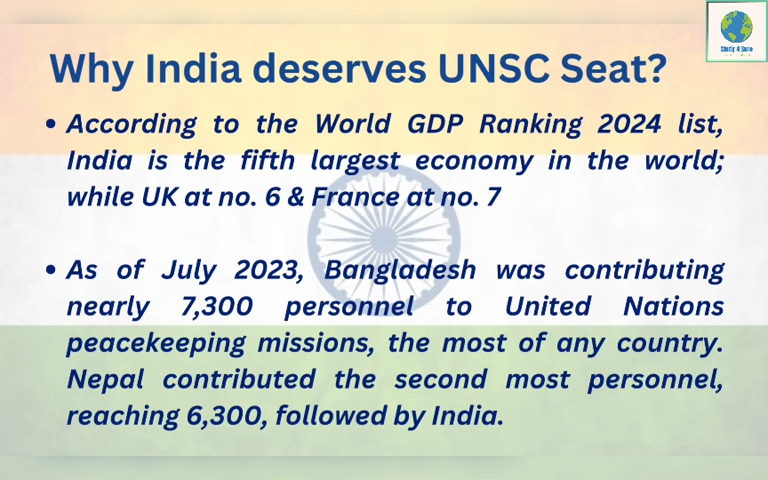 Study 4 Sure
Why India deserves UNSC Seat?
• According to the World GDP Ranking 2024 list,
India is the fifth largest economy in the world;
while UK at no. 6 & France at no. 7
• As of July 2023, Bangladesh was contributing
nearly 7,300 personnel to United Nations
peacekeeping missions, the most of any country.
Nepal contributed the second most personnel,
reaching 6,300, followed by India.